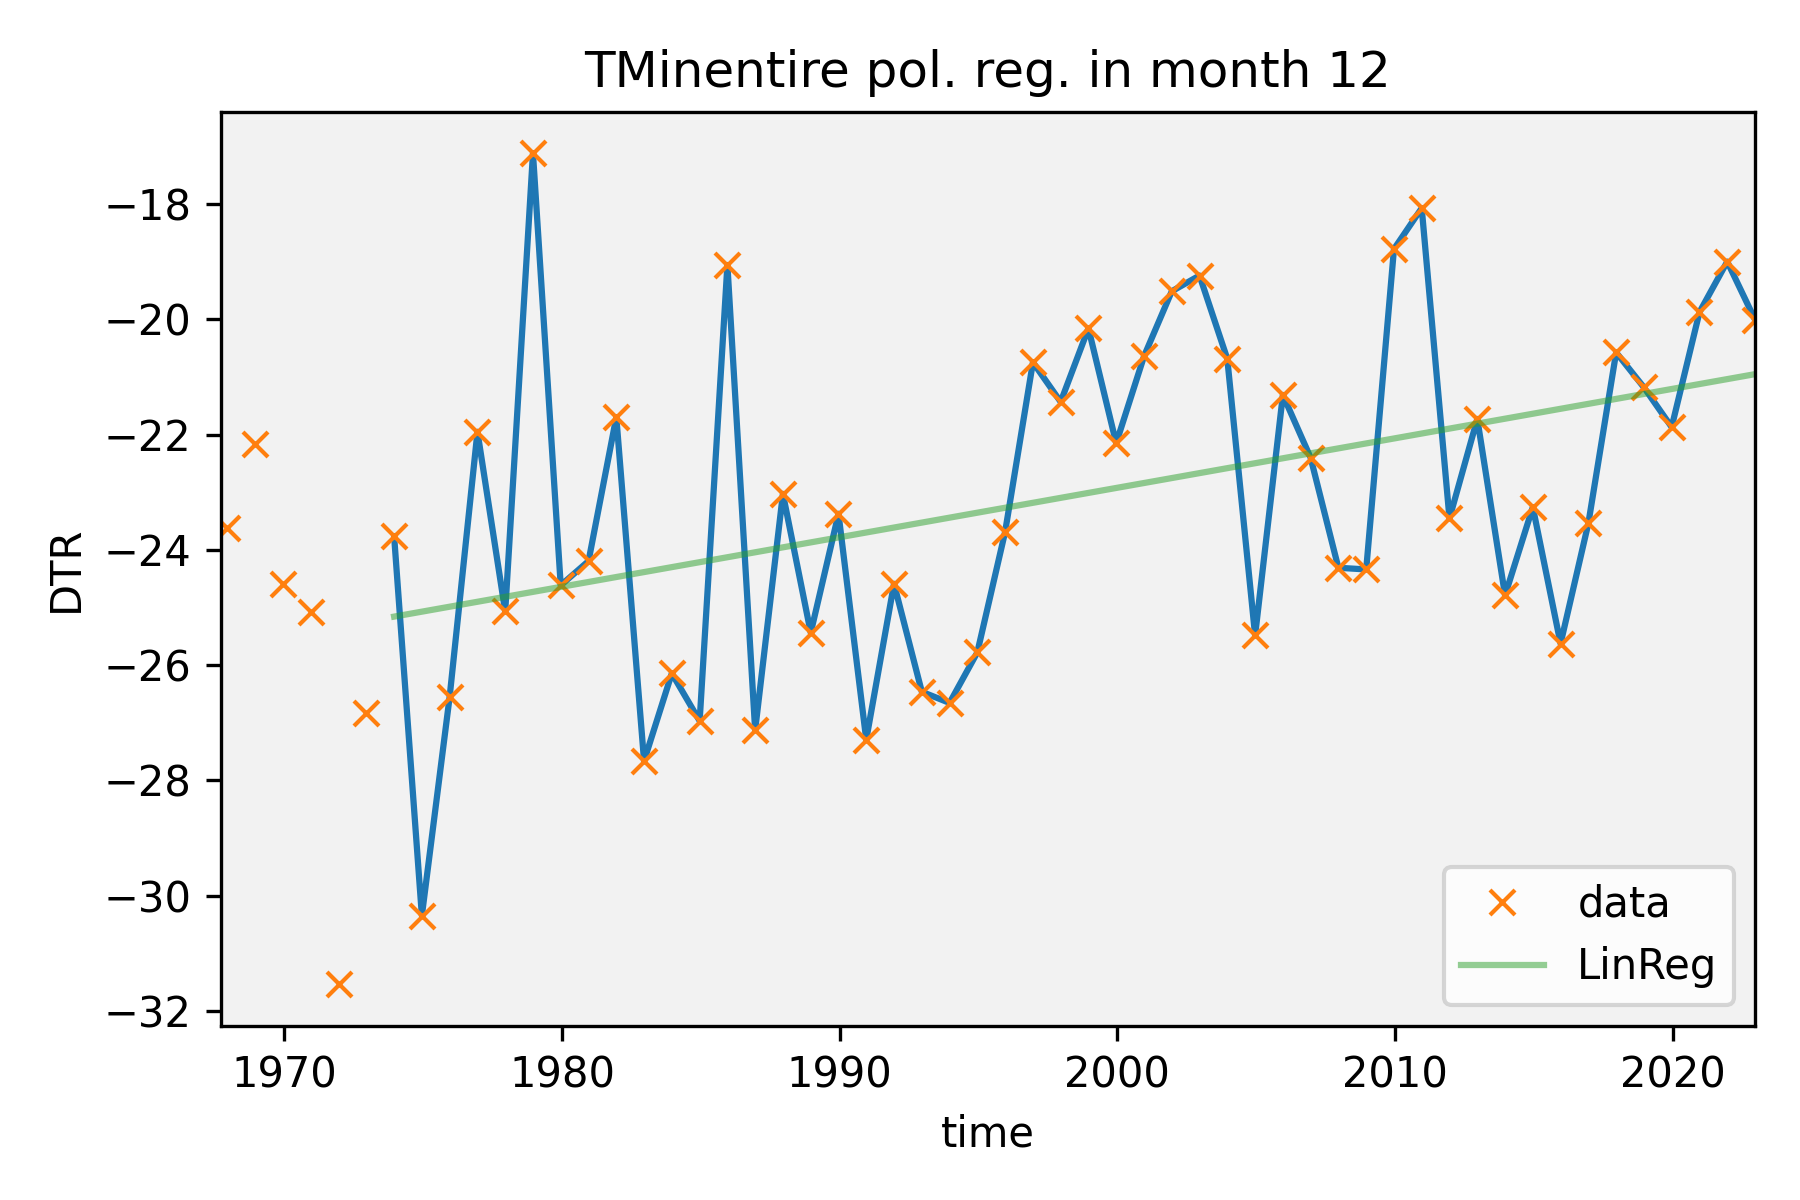 TMinentire pol. reg. in month 12
DTR
−18
−20
−22
−24
−26
−28
−30
−32
1970 1980 1990 2000 2010 2020
time
data
LinReg